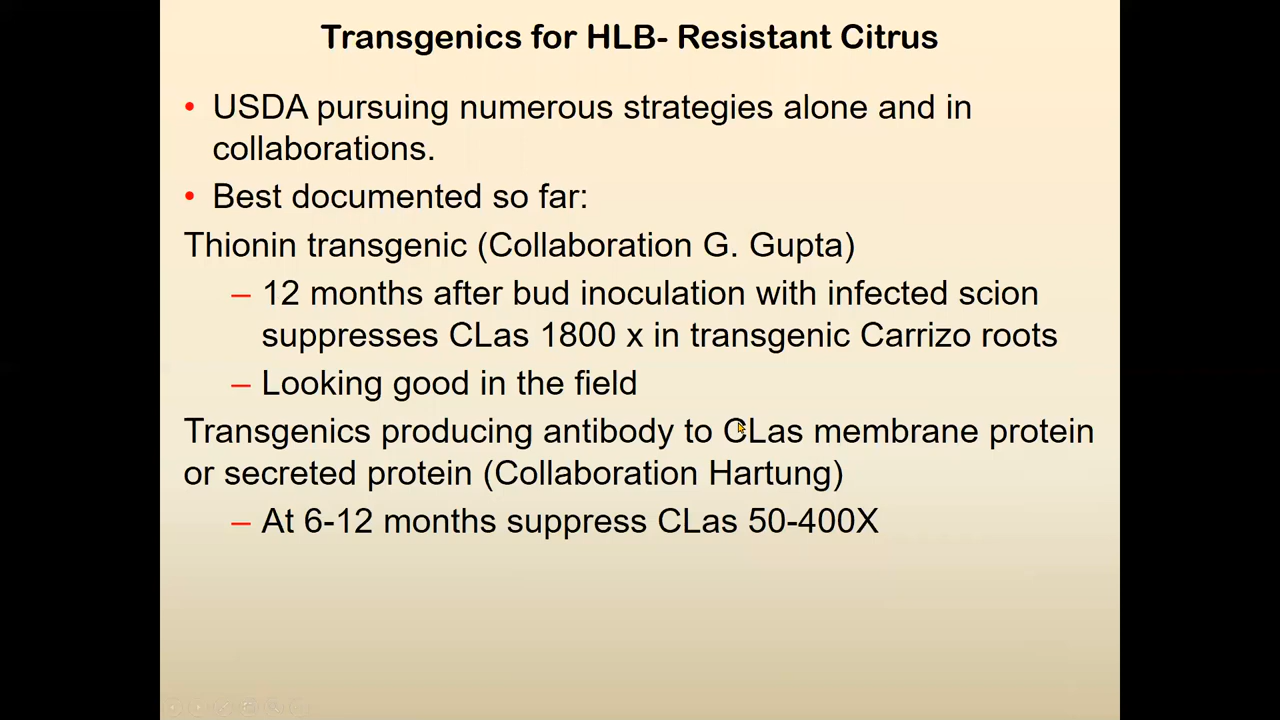 Transgenics for HLB- Resistant Citrus
• USDA pursuing numerous strategies alone and in
collaborations.
• Best documented so far:
Thionin transgenic (Collaboration G. Gupta)
– 12 months after bud inoculation with infected scion
suppresses CLas 1800 x in transgenic Carrizo roots
– Looking good in the field
Transgenics producing antibody to CLas membrane protein
or secreted protein (Collaboration Hartung)
– At 6-12 months suppress CLas 50-400X